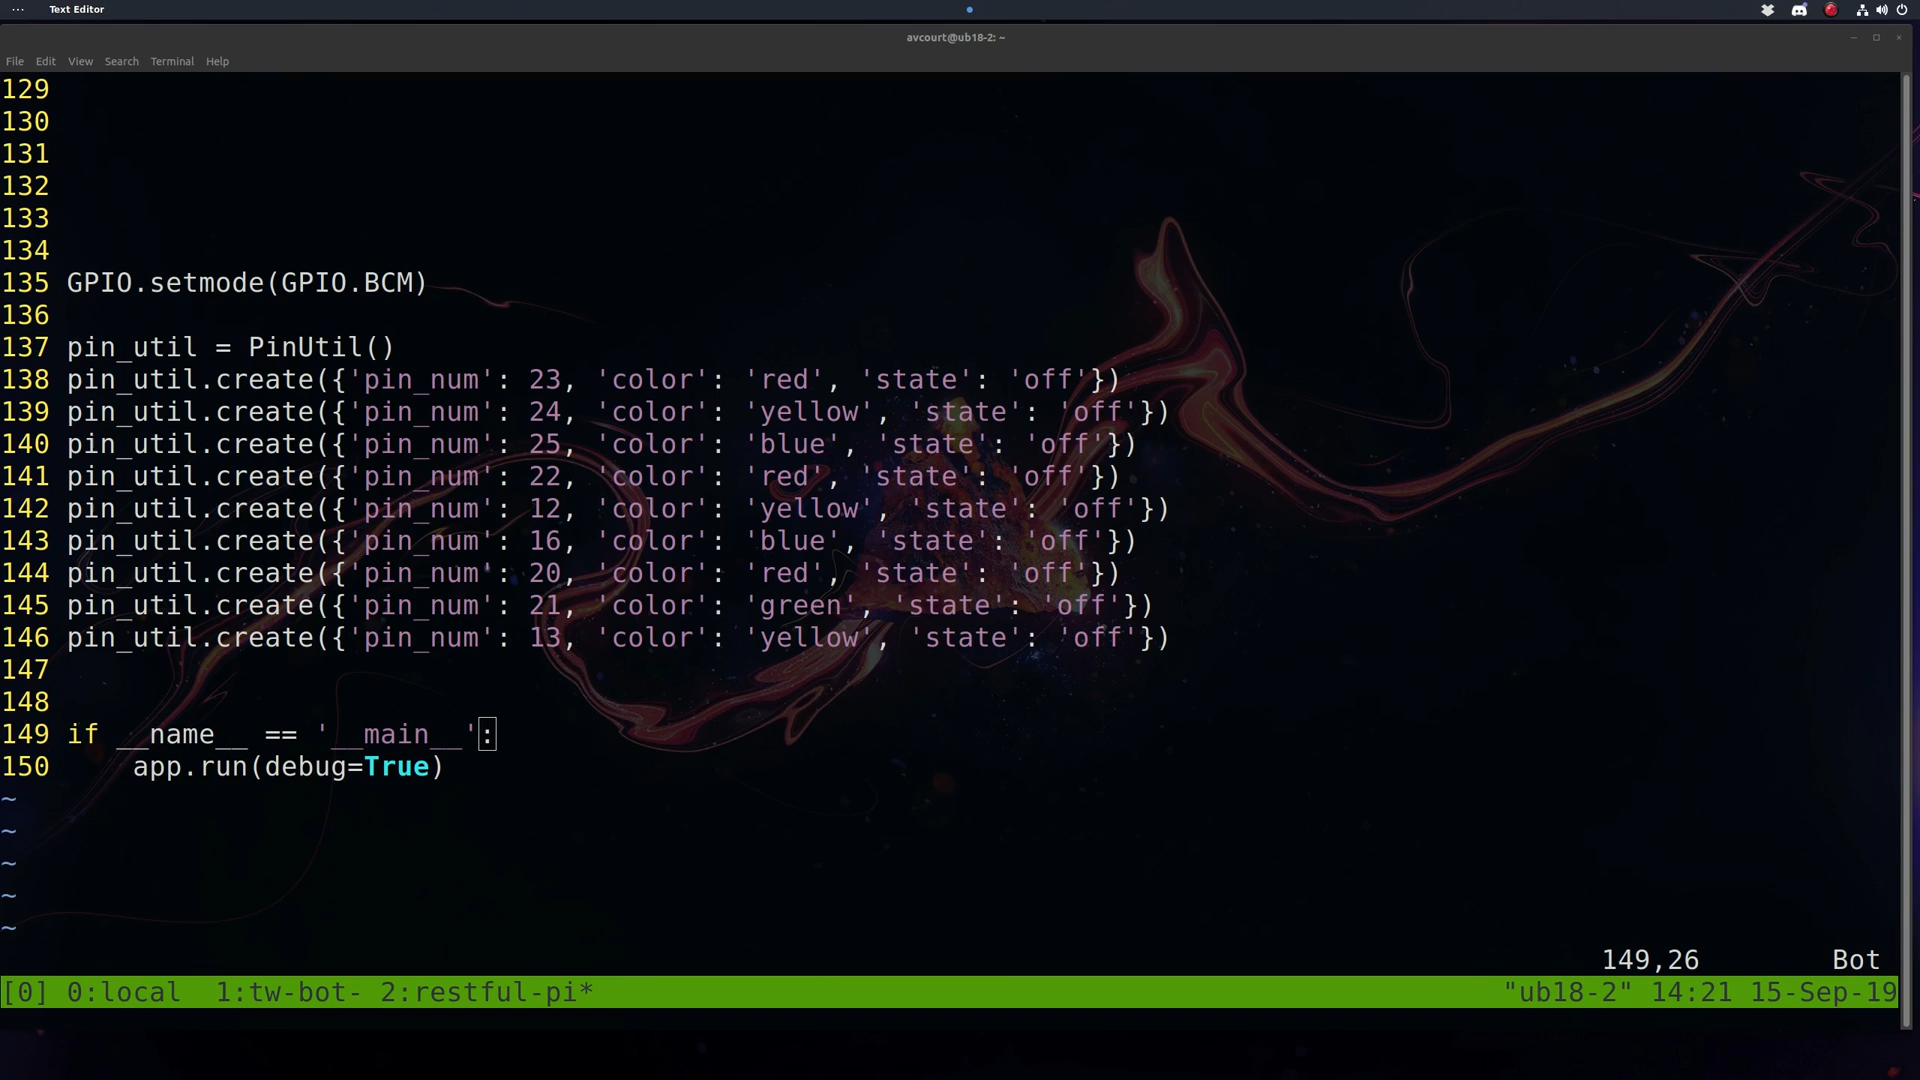 ··· Text Editor
avcourt@ub18-2: ~
File Edit View Search Terminal Help
129
130
131
132
133
134
135 GPIO.setmode(GPIO.BCM)
136
137 pin_util = PinUtil()
138 pin_util.create({'pin_num': 23, 'color': 'red', 'state': 'off'})
139 pin_util.create({'pin_num': 24, 'color': 'yellow', 'state': 'off'})
140 pin_util.create({'pin_num': 25, 'color': 'blue', 'state': 'off'})
141 pin_util.create({'pin_num': 22, 'color': 'red', 'state': 'off'})
142 pin_util.create({'pin_num': 12, 'color': 'yellow', 'state': 'off'})
143 pin_util.create({'pin_num': 16, 'color': 'blue', 'state': 'off'})
144 pin_util.create({'pin_num': 20, 'color': 'red', 'state': 'off'})
145 pin_util.create({'pin_num': 21, 'color': 'green', 'state': 'off'})
146 pin_util.create({'pin_num': 13, 'color': 'yellow', 'state': 'off'})
147
148
149 if __name__ == '__main__':
150     app.run(debug=True)
~
~
~
~
~
149,26 Bot
[0] 0:local  1:tw-bot- 2:restful-pi* "ub18-2" 14:21 15-Sep-19